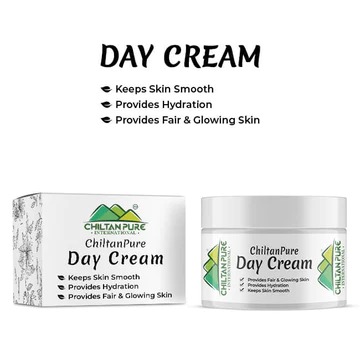 DAY CREAM
Keeps Skin Smooth
Provides Hydration
Provides Fair & Glowing Skin
CHILTAN PURE
INTERNATIONAL
ChiltanPure
Day Cream
Keeps Skin Smooth
Provides Hydration
Provides Fair & Glowing Skin
ChiltanPure
Day Cream
Provides Fair & Glowing Skin
Provides Hydration
Keeps Skin Smooth
CHILTAN PURE
INTERNATIONAL
CHILTAN